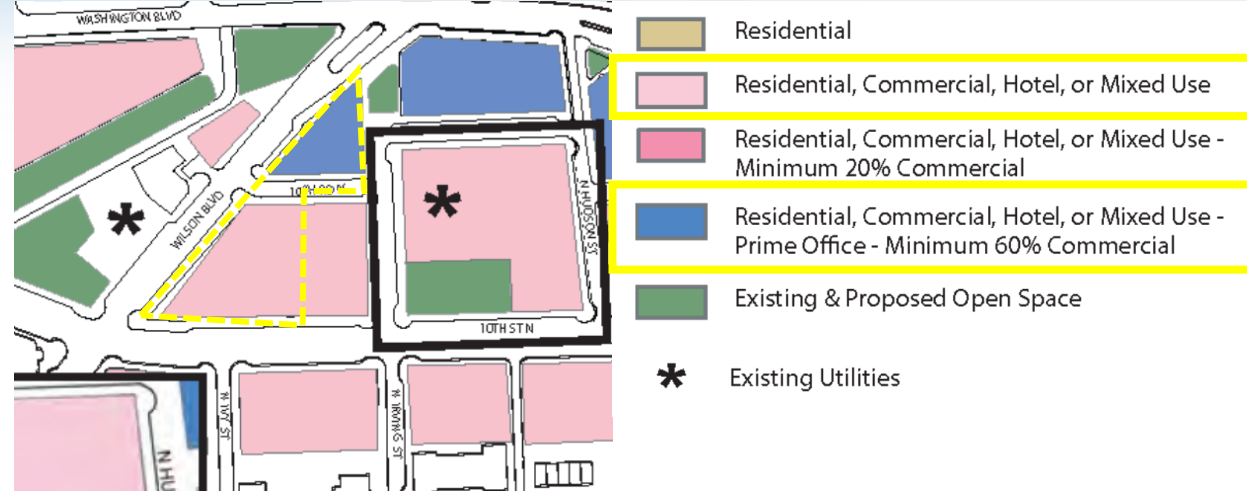 WASHINGTON BLVD
Residential
Residential, Commercial, Hotel, or Mixed Use
Residential, Commercial, Hotel, or Mixed Use -
Minimum 20% Commercial
WILSON BLVD
N HUDSON ST
Residential, Commercial, Hotel, or Mixed Use -
Prime Office - Minimum 60% Commercial
Existing & Proposed Open Space
10TH ST N
Existing Utilities
N IVY ST
N IRVING ST
N HU